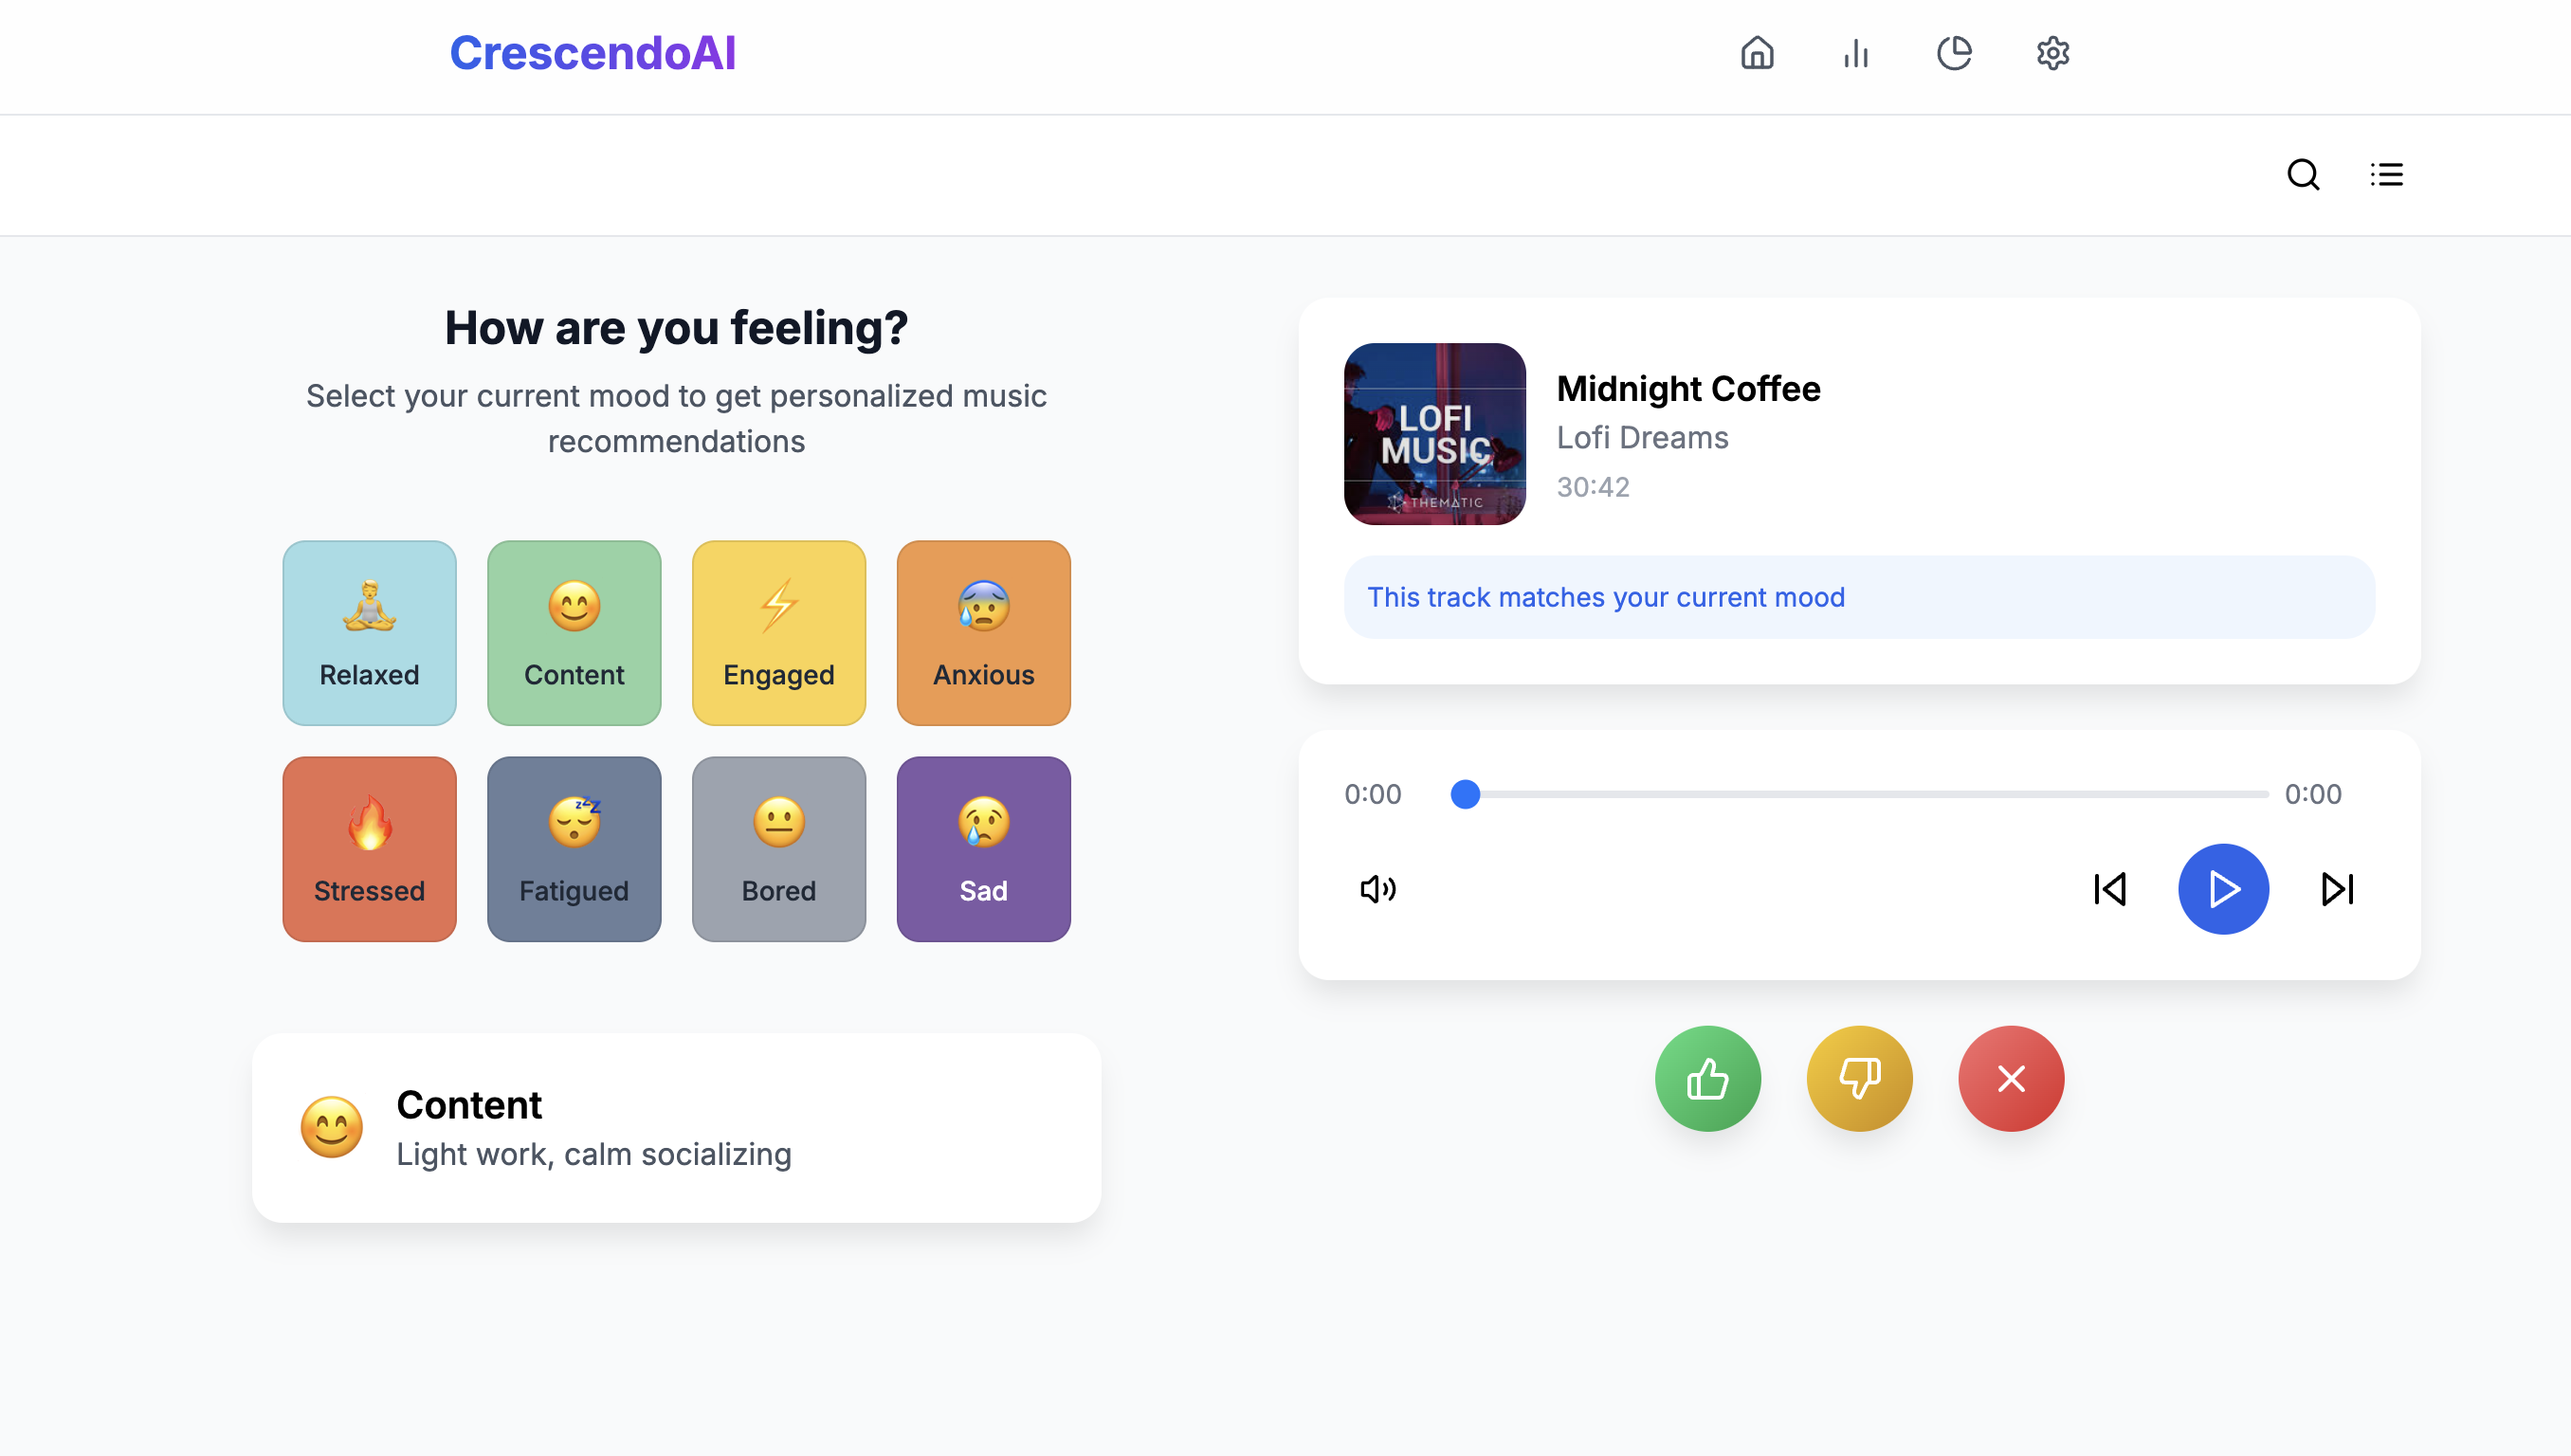 CrescendoAI
How are you feeling?
Select your current mood to get personalized music
recommendations
Relaxed
Content
Engaged
Anxious
Stressed
Fatigued
Bored
Sad
Content
Light work, calm socializing
LOFI
MUSIC
THEMATIC
Midnight Coffee
Lofi Dreams
30:42
This track matches your current mood
0:00
0:00